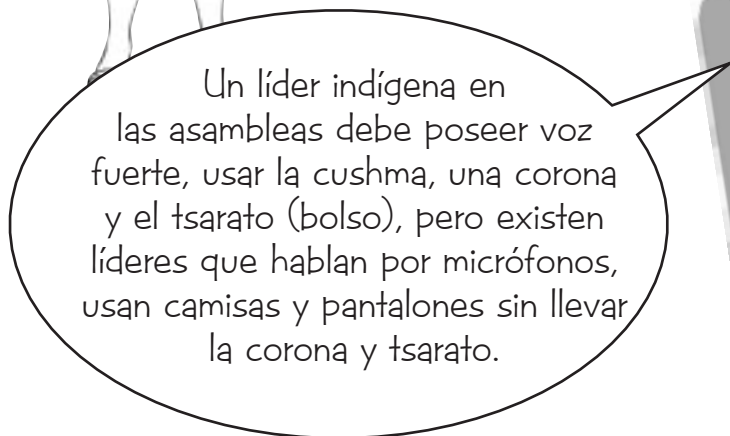 Un líder indígena en
las asambleas debe poseer voz
fuerte, usar la cushma, una corona
y el tsarato (bolso), pero existen
líderes que hablan por micrófonos,
usan camisas y pantalones sin llevar
la corona y tsarato.